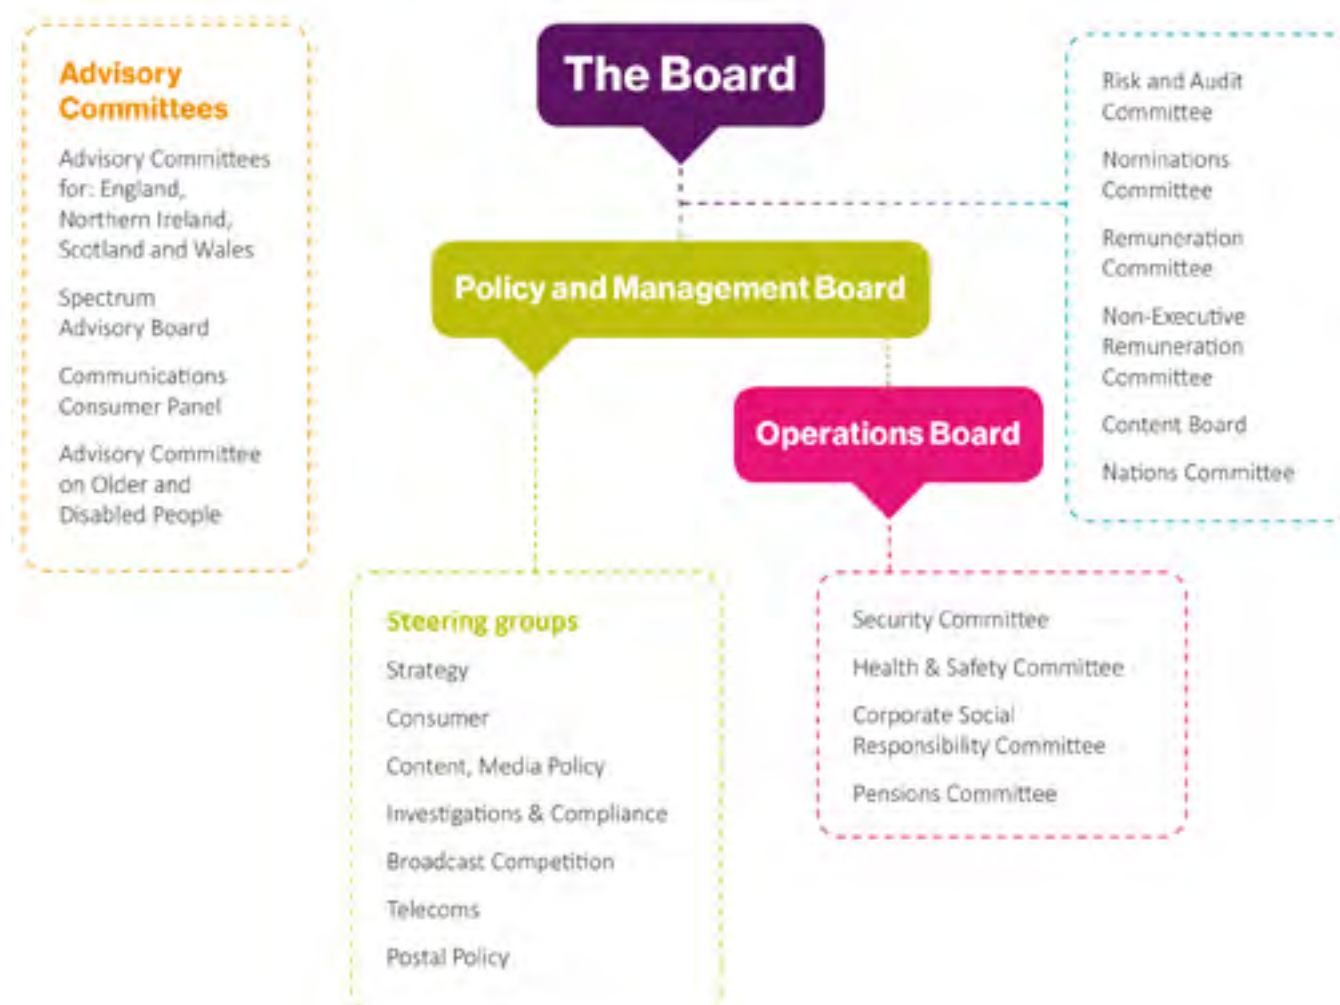 The Board
Advisory
Committees
Advisory Committees
for: England,
Northern Ireland,
Scotland and Wales
Spectrum
Advisory Board
Communications
Consumer Panel
Advisory Committee
on Older and
Disabled People
Risk and Audit
Committee
Nominations
Committee
Remuneration
Committee
Non-Executive
Remuneration
Committee
Content Board
Nations Committee
Policy and Management Board
Operations Board
Steering groups
Strategy
Consumer
Content, Media Policy
Investigations & Compliance
Broadcast Competition
Telecoms
Postal Policy
Security Committee
Health & Safety Committee
Corporate Social
Responsibility Committee
Pensions Committee